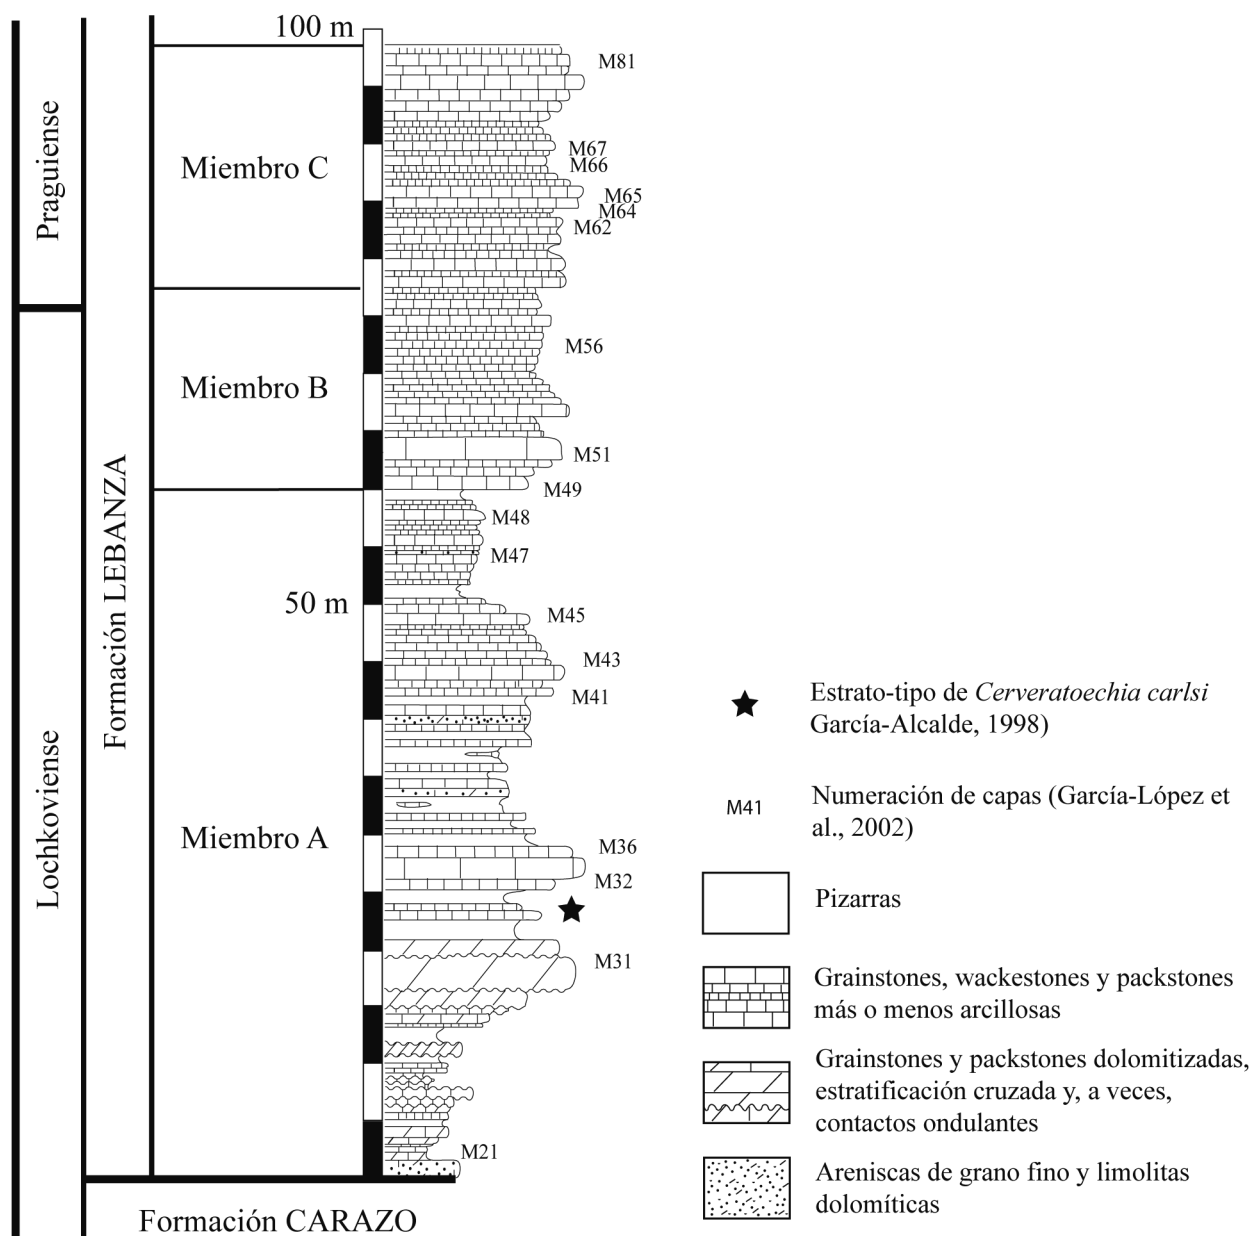 100 m
M81
Praguiense
Miembro C
M67
M66
M65
M64
M62
M56
Miembro B
M51
M49
M48
M47
Formación LEBANZA
50 m
M45
M43
M41
Lochkoviense
Miembro A
M36
M32
M31
M21
Formación CARAZO
Estrato-tipo de Cerveratoechia carlsi
García-Alcalde, 1998)
M41
Numeración de capas (García-López et
al., 2002)
Pizarras
Grainstones, wackestones y packstones
más o menos arcillosas
Grainstones y packstones dolomitizadas,
estratificación cruzada y, a veces,
contactos ondulantes
Areniscas de grano fino y limolitas
dolomíticas